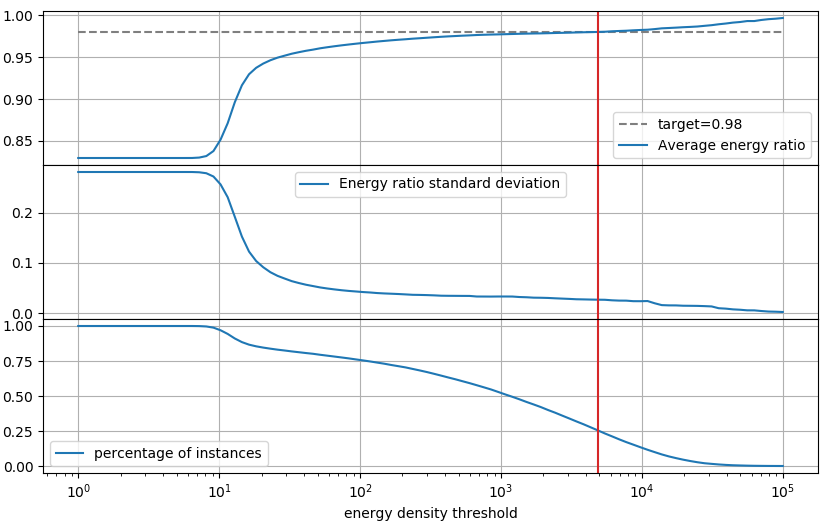 1.00
0.95
0.90
0.85
target=0.98
Average energy ratio
Energy ratio standard deviation
0.2
0.1
0.0
1.00
0.75
0.50
0.25
0.00
percentage of instances
10⁰ 10¹ 10² 10³ 10⁴ 10⁵
energy density threshold